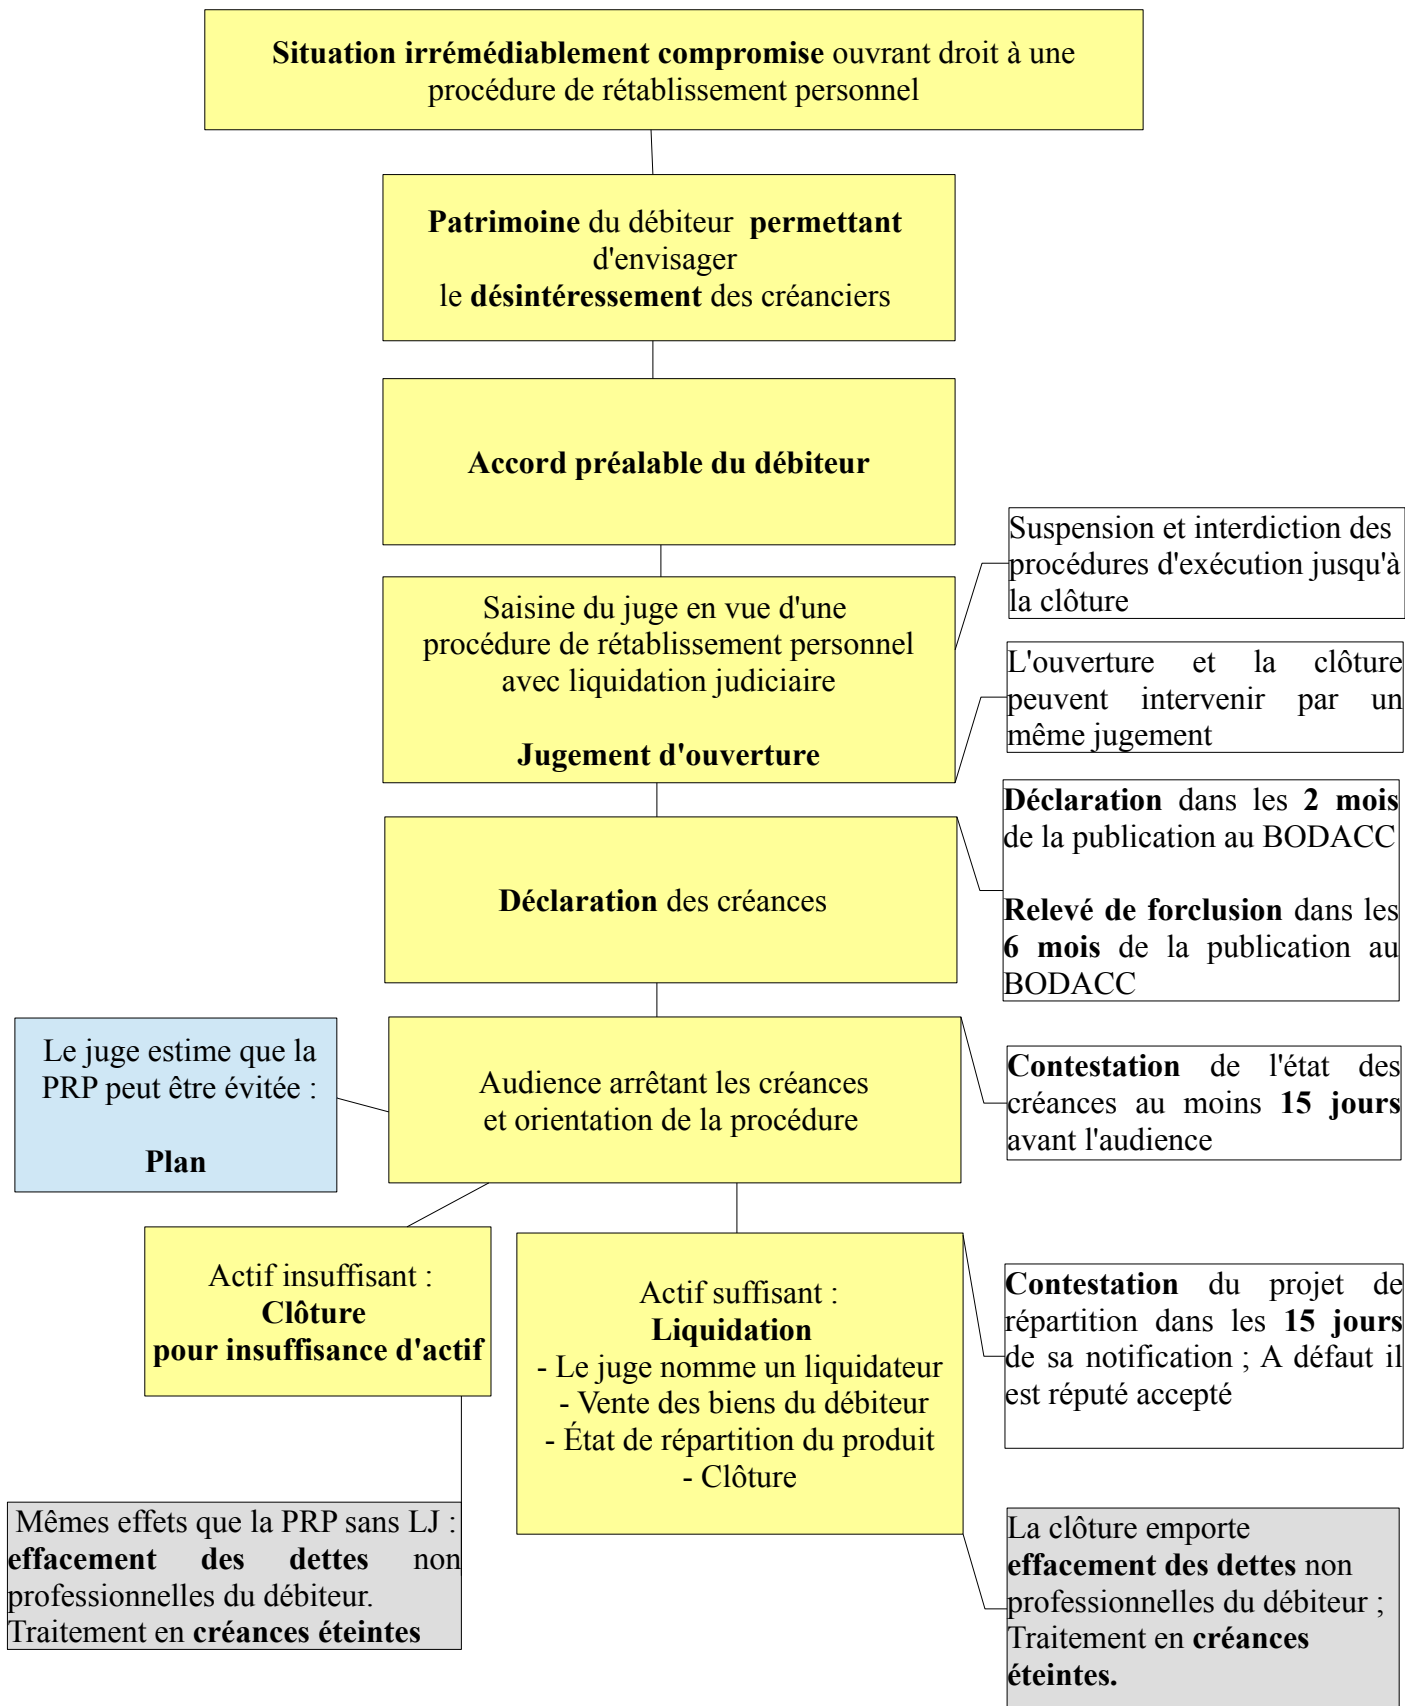 Situation irrémédiablement compromise ouvrant droit à une
procédure de rétablissement personnel
Patrimoine du débiteur permettant
d'envisager
le désintéressement des créanciers
Accord préalable du débiteur
Saisine du juge en vue d'une
procédure de rétablissement personnel
avec liquidation judiciaire
Jugement d'ouverture
Suspension et interdiction des
procédures d'exécution jusqu'à
la clôture
L'ouverture et la clôture
peuvent intervenir par un
même jugement
Déclaration des créances
Déclaration dans les 2 mois
de la publication au BODACC
Relevé de forclusion dans les
6 mois de la publication au
BODACC
Le juge estime que la
PRP peut être évitée :
Plan
Audience arrêtant les créances
et orientation de la procédure
Contestation de l'état des
créances au moins 15 jours
avant l'audience
Actif insuffisant :
Clôture
pour insuffisance d'actif
Actif suffisant :
Liquidation
- Le juge nomme un liquidateur
- Vente des biens du débiteur
- État de répartition du produit
- Clôture
Contestation du projet de
répartition dans les 15 jours
de sa notification ; A défaut il
est réputé accepté
Mêmes effets que la PRP sans LJ :
effacement des dettes non
professionnelles du débiteur.
Traitement en créances éteintes
La clôture emporte
effacement des dettes non
professionnelles du débiteur ;
Traitement en créances
éteintes.